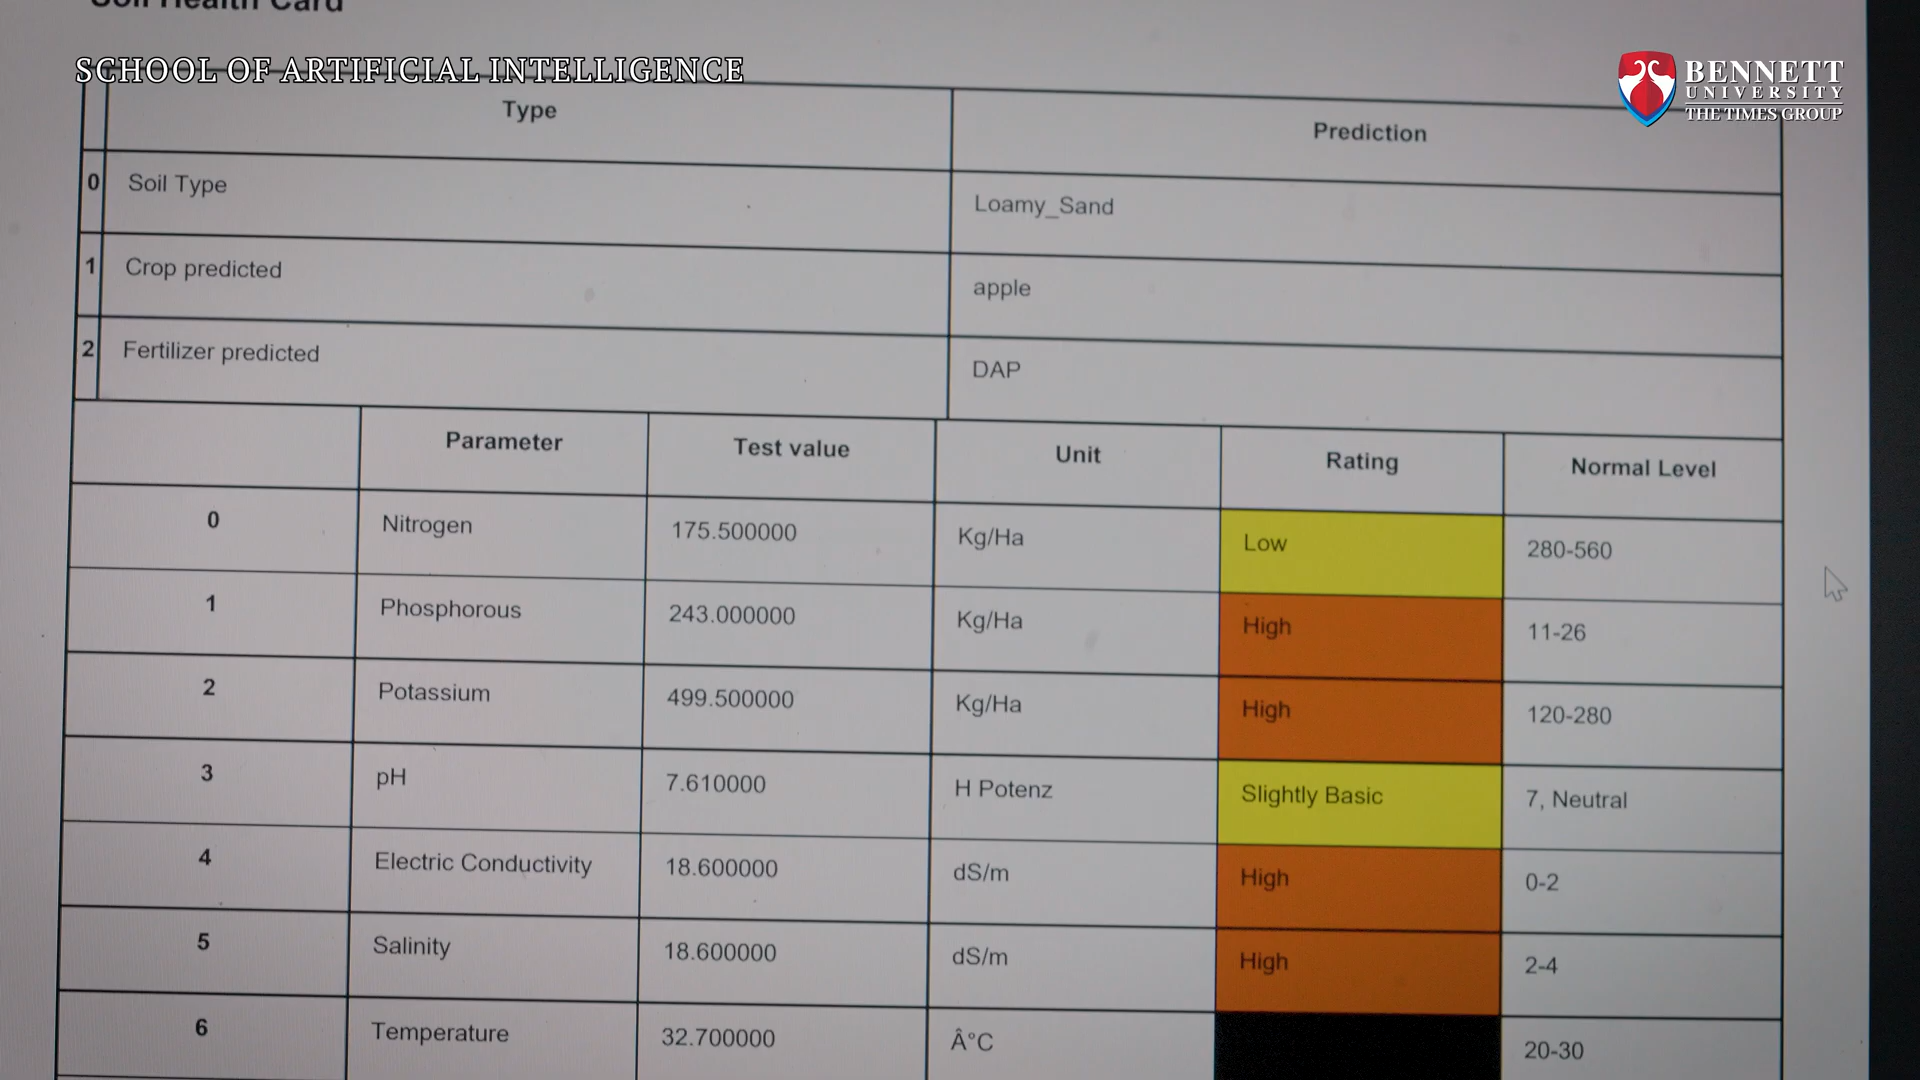 Soil Health Card
SCHOOL OF ARTIFICIAL INTELLIGENCE
BENNETT
UNIVERSITY
THE TIMES GROUP
Type Prediction
0 Soil Type Loamy_Sand
1 Crop predicted apple
2 Fertilizer predicted DAP
Parameter Test value Unit Rating Normal Level
0 Nitrogen 175.500000 Kg/Ha Low 280-560
1 Phosphorous 243.000000 Kg/Ha High 11-26
2 Potassium 499.500000 Kg/Ha High 120-280
3 pH 7.610000 H Potenz Slightly Basic 7, Neutral
4 Electric Conductivity 18.600000 dS/m High 0-2
5 Salinity 18.600000 dS/m High 2-4
6 Temperature 32.700000 Â°C 20-30